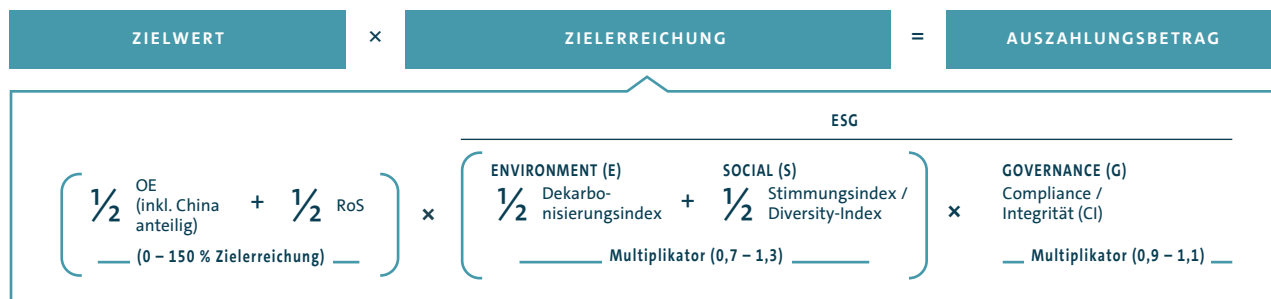 ZIELWERT × ZIELERREICHUNG = AUSZAHLUNGSBETRAG
ESG
½ OE (inkl. China anteilig) + ½ RoS
(0 – 150 % Zielerreichung)
×
ENVIRONMENT (E)
½ Dekarbo-
nisierungsindex
+
SOCIAL (S)
½ Stimmungsindex /
Diversity-Index
Multiplikator (0,7 – 1,3)
×
GOVERNANCE (G)
Compliance /
Integrität (CI)
Multiplikator (0,9 – 1,1)